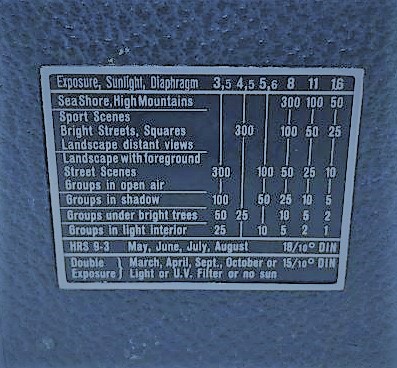 Exposure, Sunlight, Diaphragm 3,5 4,5 5,6 8 11 16
Sea Shore, High Mountains 300 100 50
Sport Scenes
Bright Streets, Squares 300 100 50 25
Landscape distant views
Landscape with foreground
Street Scenes 300 100 50 25 10
Groups in open air
Groups in shadow 100 50 25 10 5
Groups under bright trees 50 25 10 5 2
Groups in light interior 25 10 5 2 1
HRS 9-3 May, June, July, August 18/10° DIN
Double } March, April, Sept., October or 15/10° DIN
Exposure } Light or U.V. Filter or no sun